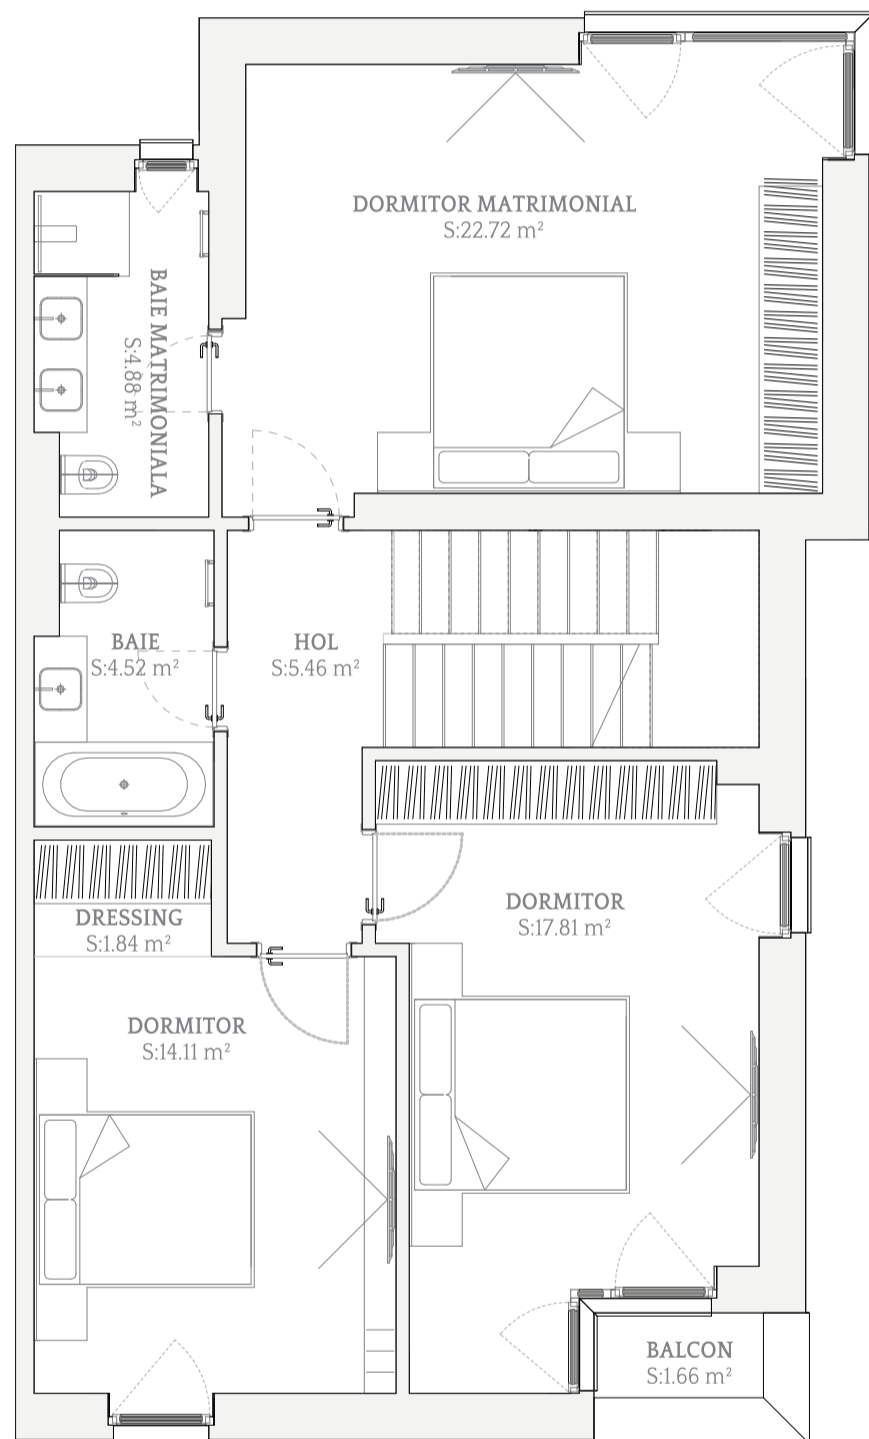 DORMITOR MATRIMONIAL
S:22.72 m²
BAIE MATRIMONIALA
S:4.88 m²
BAIE
S:4.52 m²
HOL
S:5.46 m²
DRESSING
S:1.84 m²
DORMITOR
S:17.81 m²
DORMITOR
S:14.11 m²
BALCON
S:1.66 m²